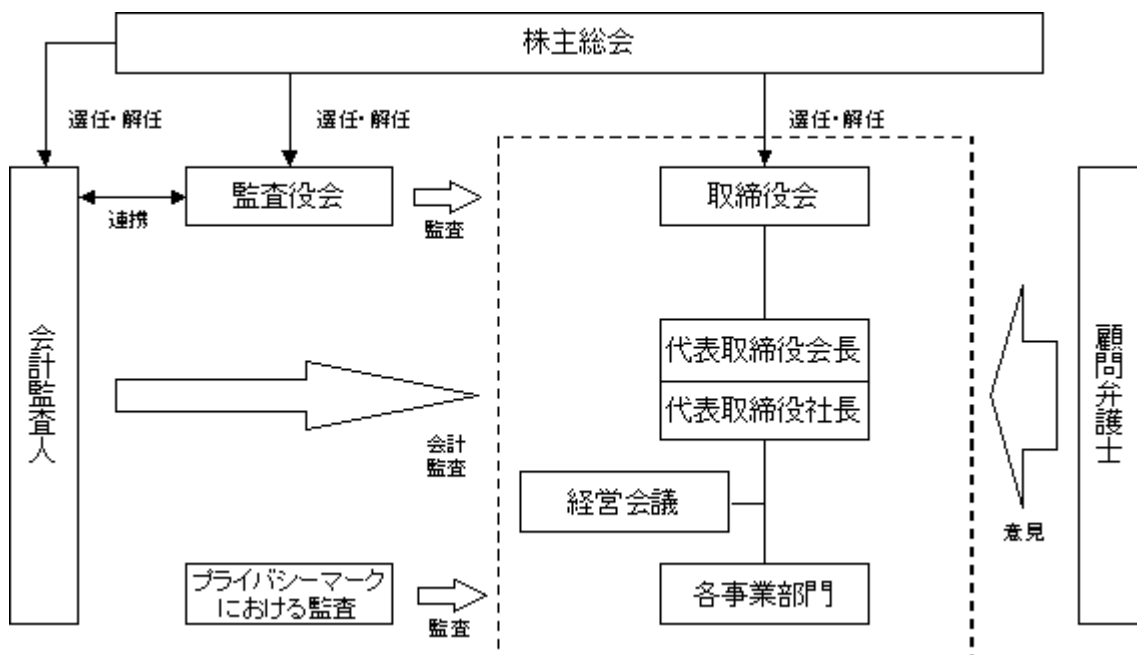 株主総会
選任・解任
選任・解任
選任・解任
監査役会
取締役会
連携
監査
会計監査人
代表取締役会長
代表取締役社長
顧問弁護士
会計
監査
経営会議
意見
プライバシーマーク
における監査
監査
各事業部門